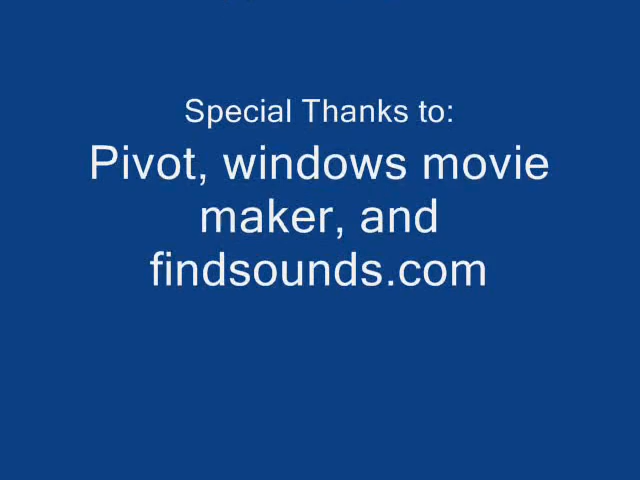 Special Thanks to:
Pivot, windows movie
maker, and
findsounds.com